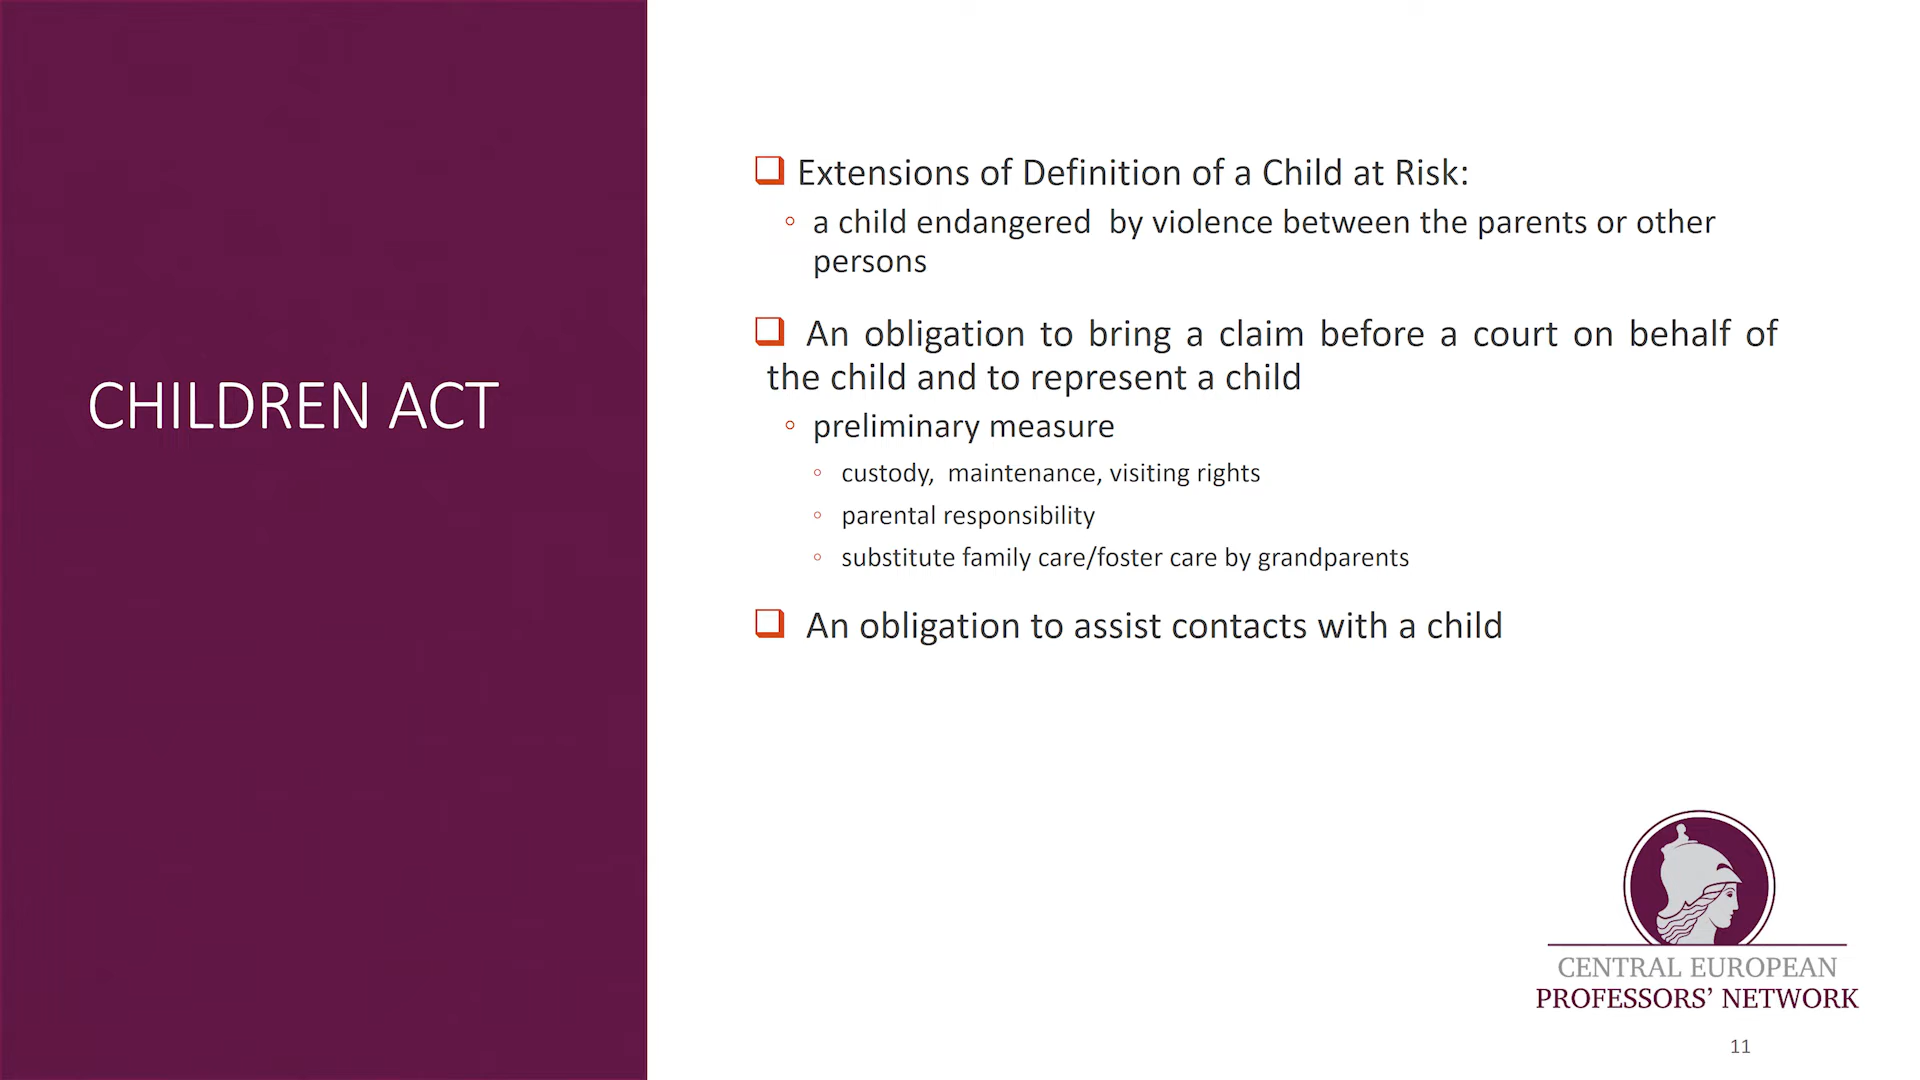 CHILDREN ACT
Extensions of Definition of a Child at Risk:
a child endangered by violence between the parents or other
persons
An obligation to bring a claim before a court on behalf of
the child and to represent a child
preliminary measure
custody, maintenance, visiting rights
parental responsibility
substitute family care/foster care by grandparents
An obligation to assist contacts with a child
CENTRAL EUROPEAN
PROFESSORS’ NETWORK
11